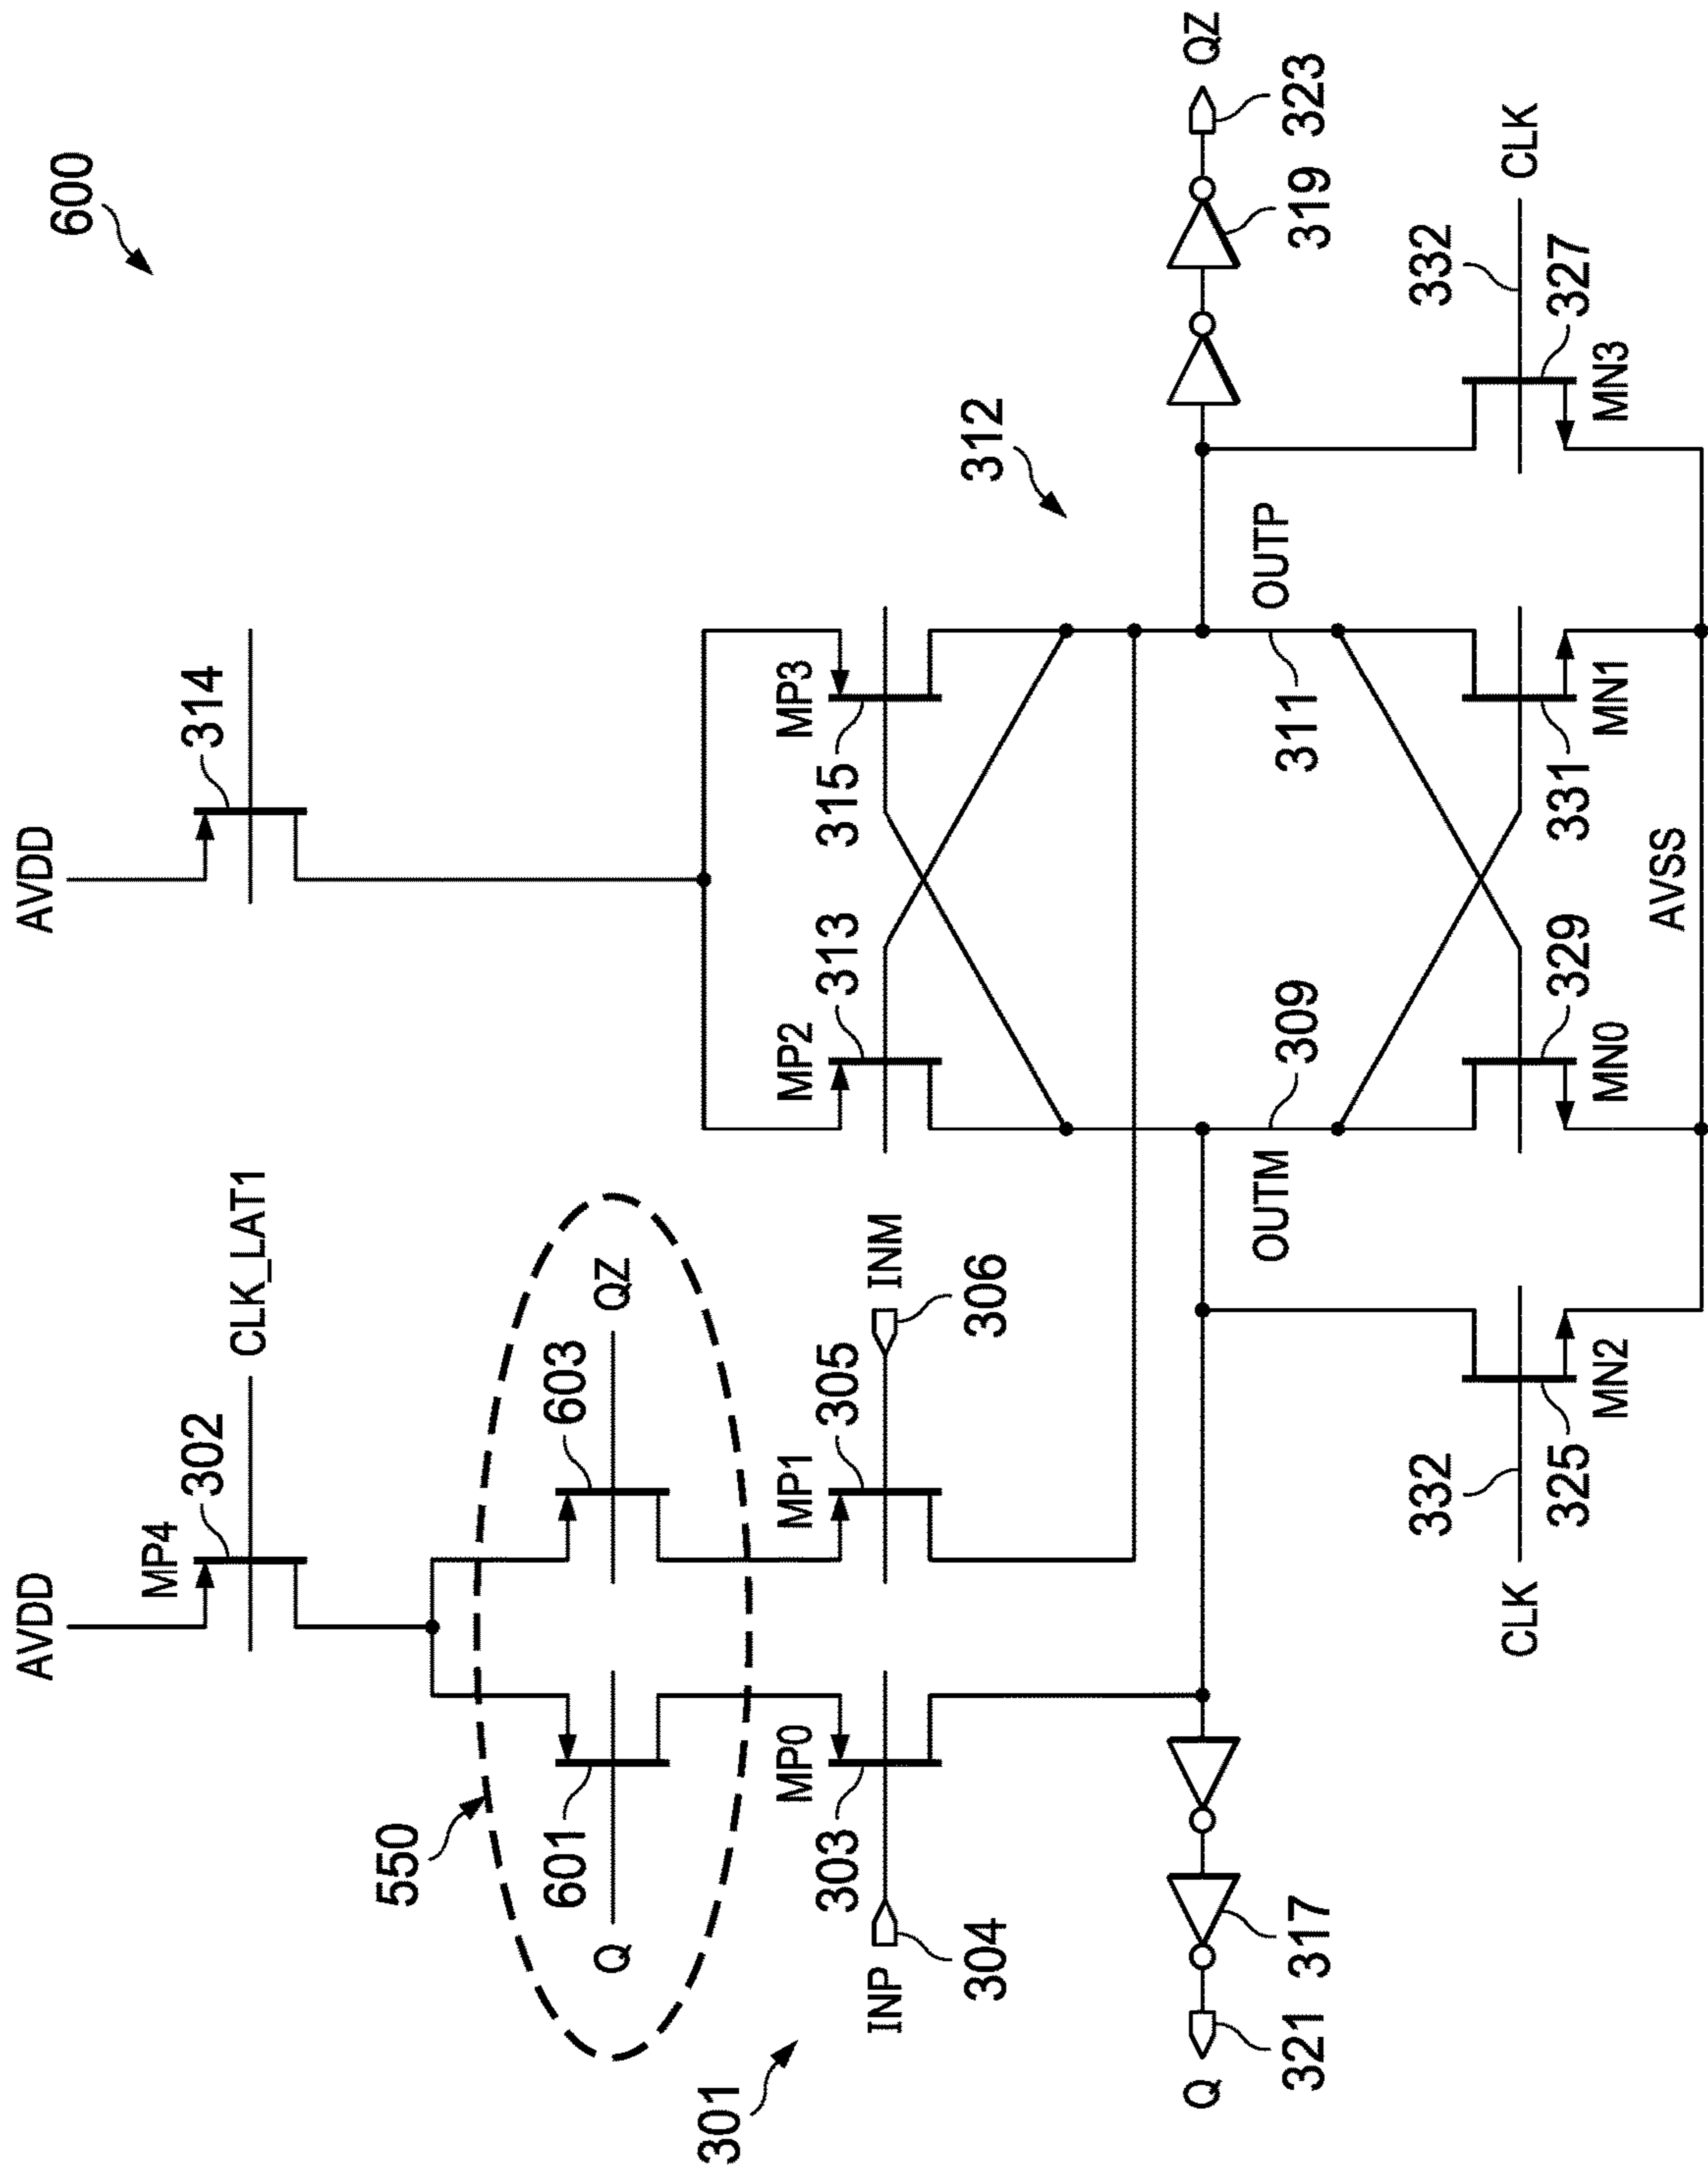 600
AVDD
AVDD
MP4
302
CLK_LAT1
314
550
601
603
Q
QZ
301
MP0
303
INP
304
MP1
305
INM
306
MP2
313
MP3
315
312
Q
321
317
OUTM
309
OUTP
311
319
323
QZ
CLK
332
325
MN2
329
MN0
AVSS
331
MN1
332
327
MN3
CLK